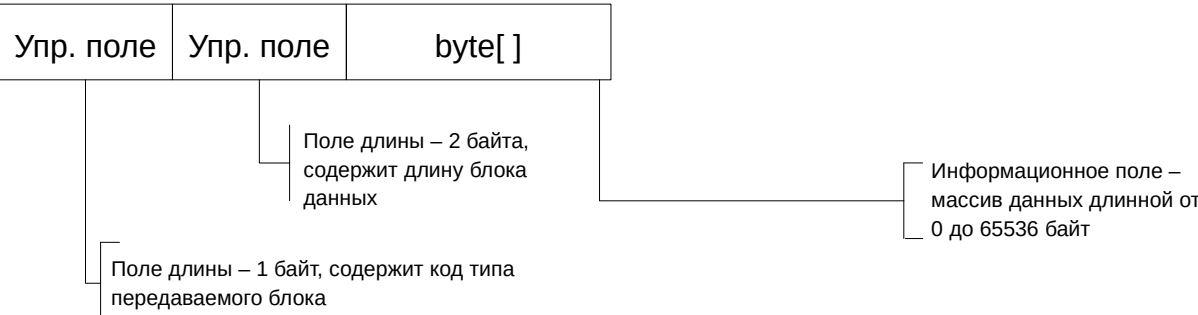 Упр. поле Упр. поле byte[ ]
Поле длины – 2 байта,
содержит длину блока
данных
Информационное поле –
массив данных длинной от
0 до 65536 байт
Поле длины – 1 байт, содержит код типа
передаваемого блока